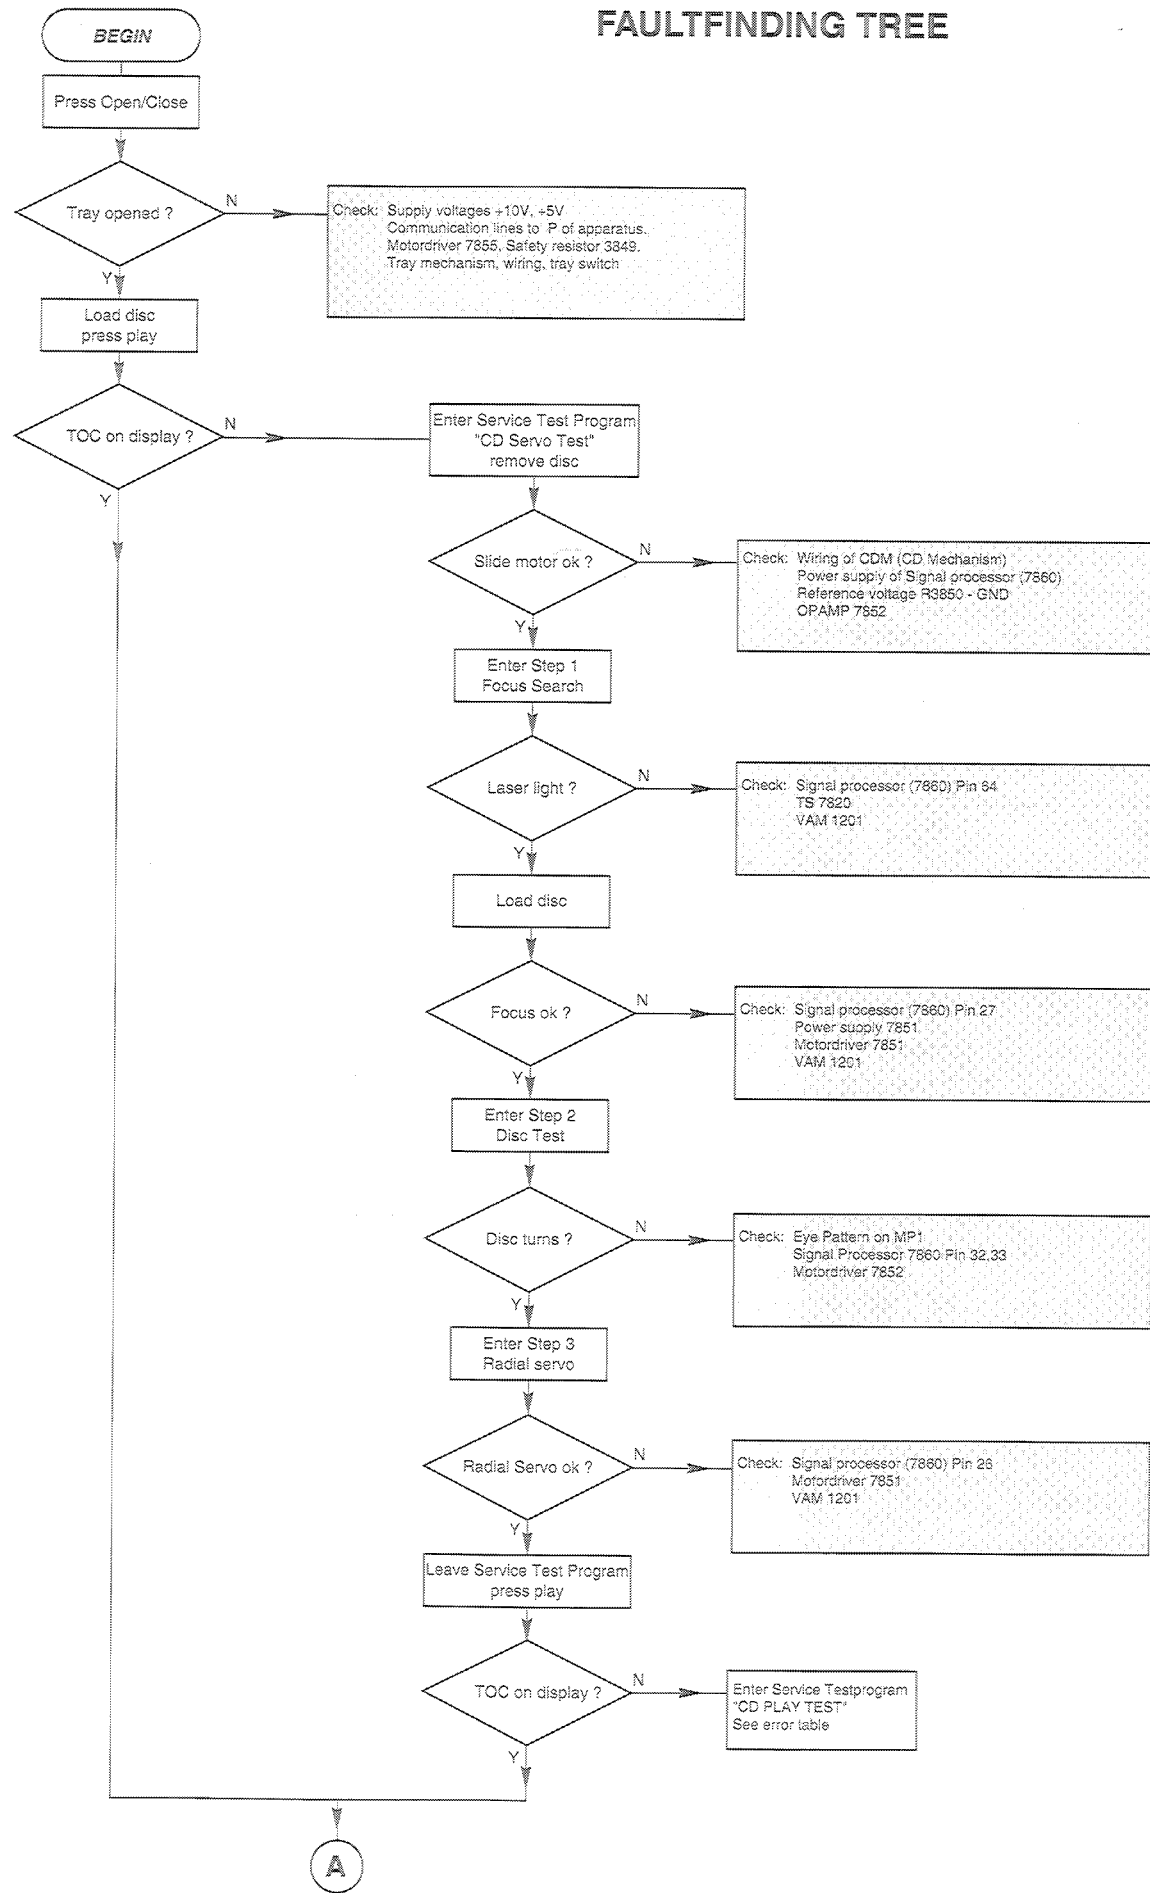 FAULTFINDING TREE
BEGIN
Press Open/Close
Tray opened ?
N
Check: Supply voltages +10V, +5V
Communication lines to P of apparatus.
Motordriver 7855, Safety resistor 3849.
Tray mechanism, wiring, tray switch
Y
Load disc
press play
TOC on display ?
N
Y
Enter Service Test Program
"CD Servo Test"
remove disc
Slide motor ok ?
N
Check: Wiring of CDM (CD Mechanism)
Power supply of Signal processor (7860)
Reference voltage R3850 - GND
OPAMP 7852
Y
Enter Step 1
Focus Search
Laser light ?
N
Check: Signal processor (7860) Pin 64
TS 7820
VAM 1201
Y
Load disc
Focus ok ?
N
Check: Signal processor (7860) Pin 27
Power supply 7851
Motordriver 7851
VAM 1201
Y
Enter Step 2
Disc Test
Disc turns ?
N
Check: Eye Pattern on MP1
Signal Processor 7860 Pin 32,33
Motordriver 7852
Y
Enter Step 3
Radial servo
Radial Servo ok ?
N
Check: Signal processor (7860) Pin 26
Motordriver 7851
VAM 1201
Y
Leave Service Test Program
press play
TOC on display ?
N
Enter Service Testprogram
"CD PLAY TEST"
See error table
Y
A